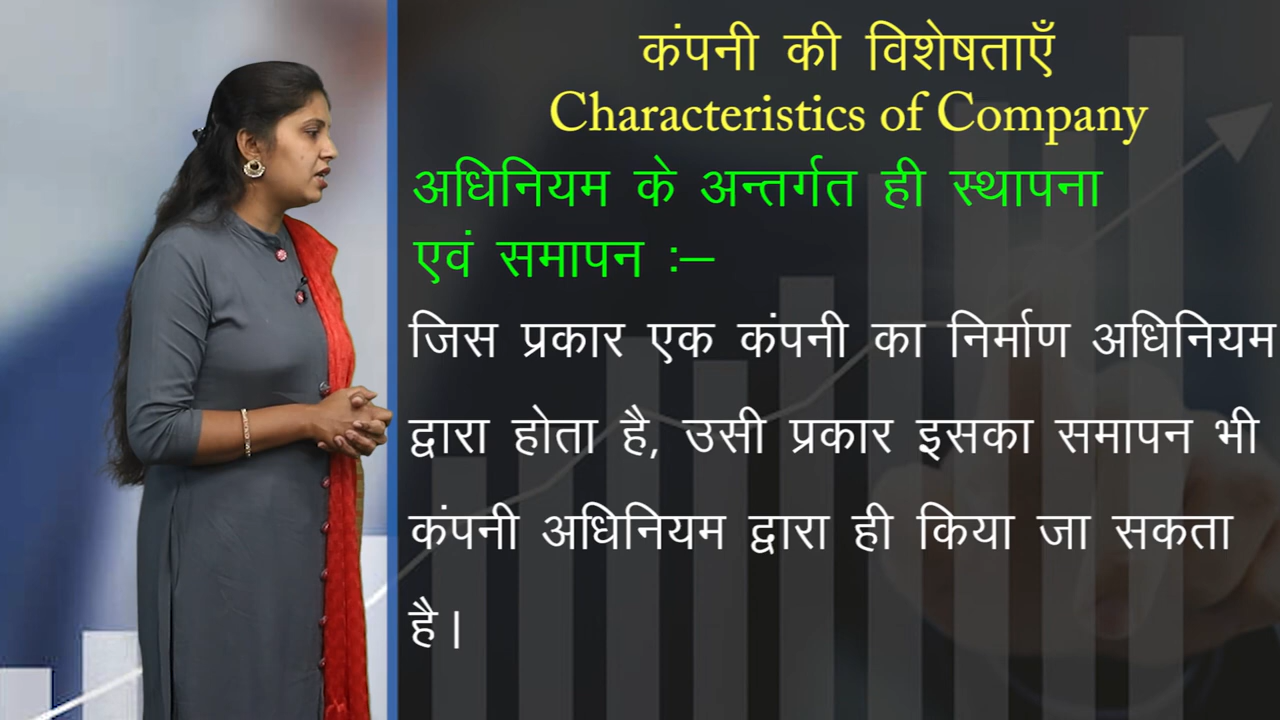 कंपनी की विशेषताएँ
Characteristics of Company
अधिनियम के अन्तर्गत ही स्थापना
एवं समापन :–
जिस प्रकार एक कंपनी का निर्माण अधिनियम
द्वारा होता है, उसी प्रकार इसका समापन भी
कंपनी अधिनियम द्वारा ही किया जा सकता
है।